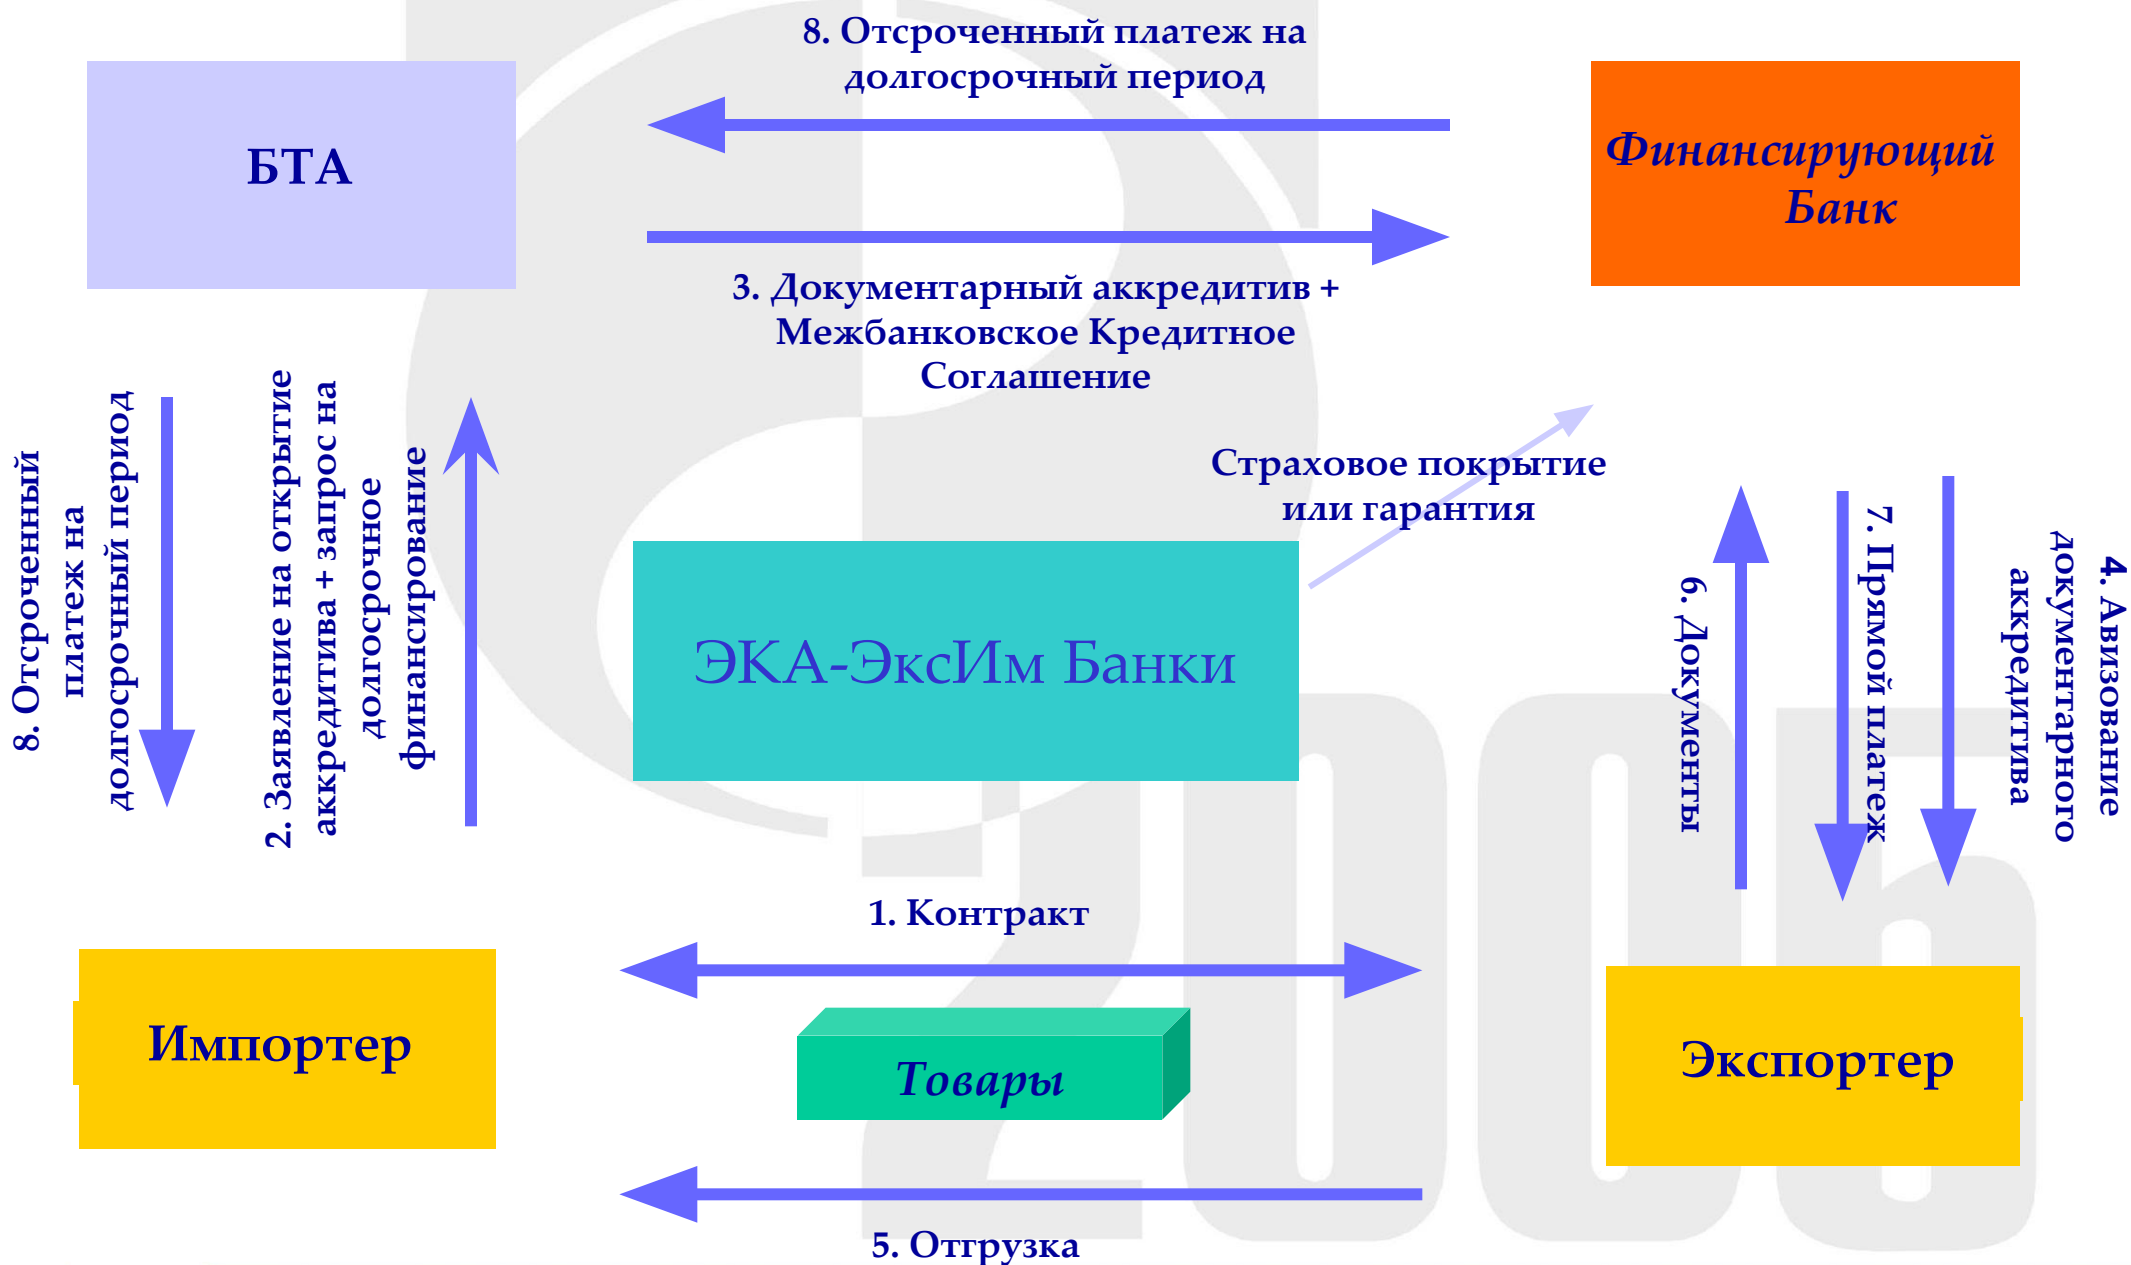 8. Отсроченный платеж на
долгосрочный период
БТА
Финансирующий
Банк
3. Документарный аккредитив +
Межбанковское Кредитное
Соглашение
8. Отсроченный
платеж на
долгосрочный период
2. Заявление на открытие
аккредитива + запрос на
долгосрочное
финансирование
Страховое покрытие
или гарантия
ЭКА-ЭксИм Банки
6. Документы
7. Прямой платеж
4. Авизование
документарного
аккредитива
1. Контракт
Импортер
Товары
Экспортер
5. Отгрузка
2005